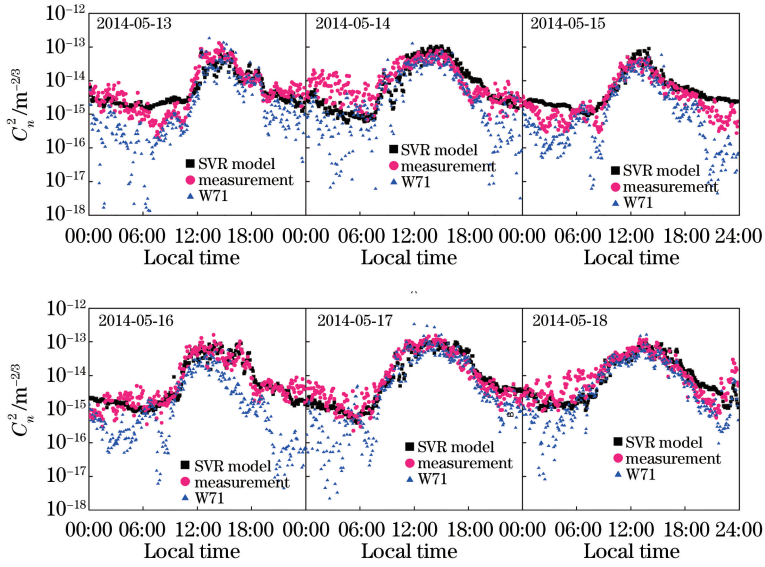 2014-05-13 2014-05-14 2014-05-15
10−12
10−13
10−14
10−15
10−16
10−17
10−18
C_n^2/m−2/3
SVR model
measurement
W71
SVR model
measurement
W71
SVR model
measurement
W71
00:00 06:00 12:00 18:00 00:00 06:00 12:00 18:00 00:00 06:00 12:00 18:00 24:00
Local time Local time Local time
2014-05-16 2014-05-17 2014-05-18
10−12
10−13
10−14
10−15
10−16
10−17
10−18
C_n^2/m−2/3
SVR model
measurement
W71
SVR model
measurement
W71
SVR model
measurement
W71
00:00 06:00 12:00 18:00 00:00 06:00 12:00 18:00 00:00 06:00 12:00 18:00 24:00
Local time Local time Local time